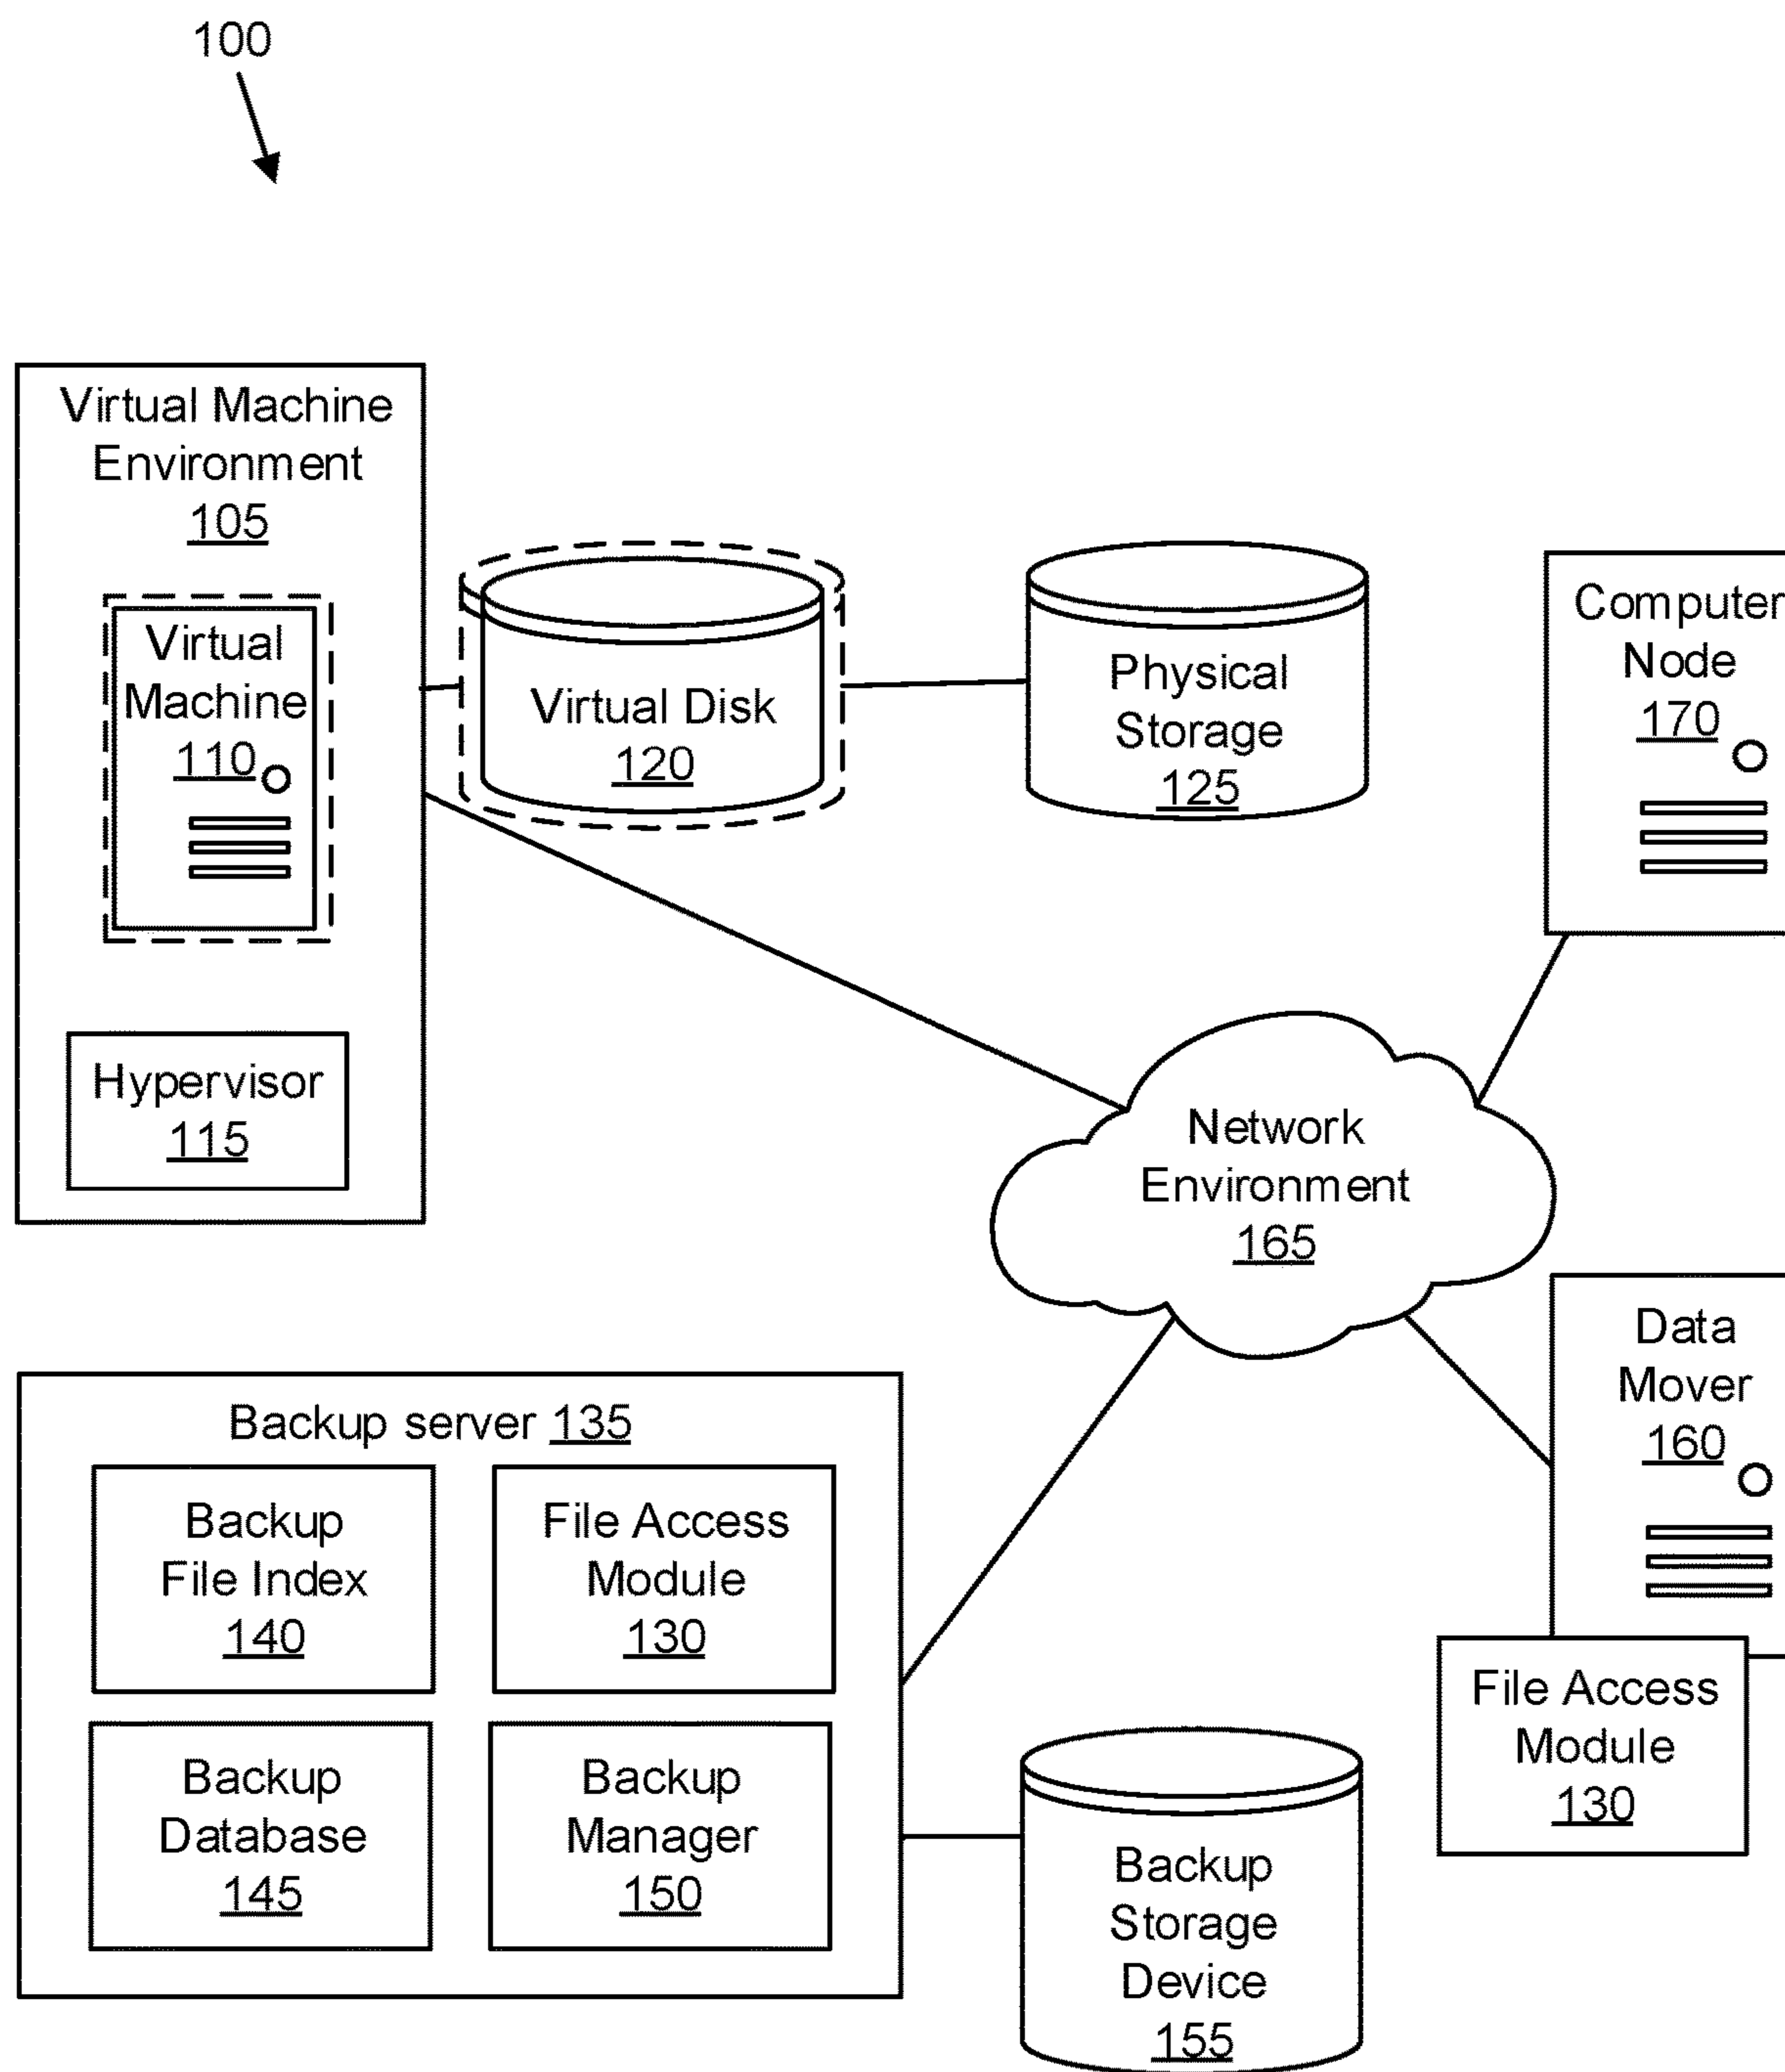 100
Virtual Machine
Environment
105
Virtual
Machine
110
Hypervisor
115
Virtual Disk
120
Physical
Storage
125
Computer
Node
170
Network
Environment
165
Backup server 135
Backup
File Index
140
File Access
Module
130
Backup
Database
145
Backup
Manager
150
Backup
Storage
Device
155
Data
Mover
160
File Access
Module
130